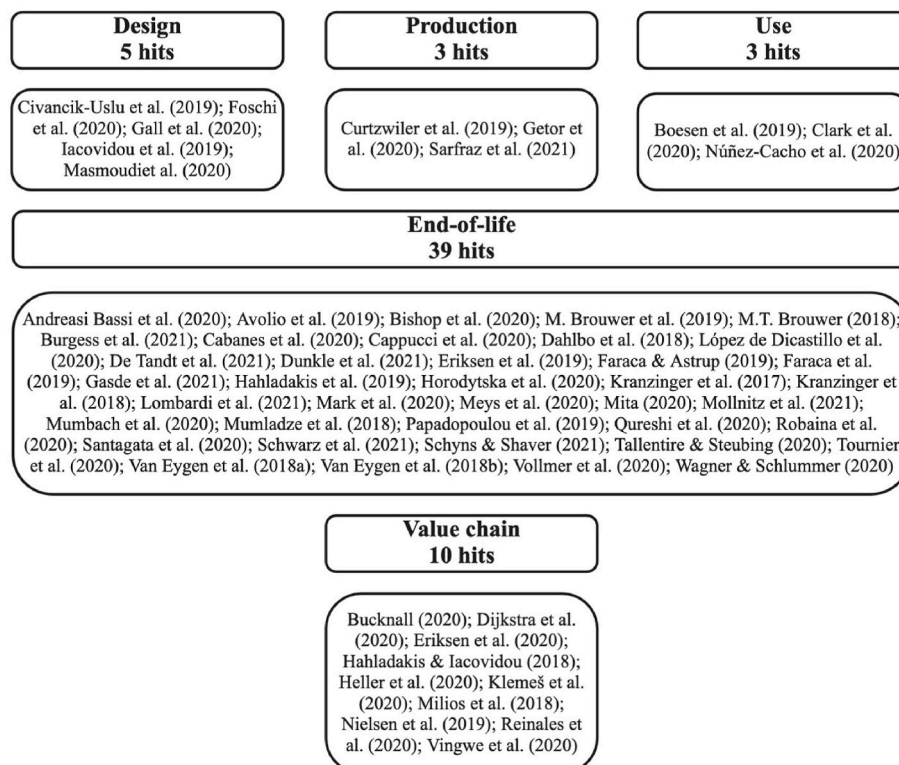 Design
5 hits
Production
3 hits
Use
3 hits
Civancik-Uslu et al. (2019); Foschi
et al. (2020); Gall et al. (2020);
Iacovidou et al. (2019);
Masmoudiet al. (2020)
Curtzwiler et al. (2019); Getor
et al. (2020); Sarfraz et al. (2021)
Boesen et al. (2019); Clark et al.
(2020); Núñez-Cacho et al. (2020)
End-of-life
39 hits
Andreasi Bassi et al. (2020); Avolio et al. (2019); Bishop et al. (2020); M. Brouwer et al. (2019); M.T. Brouwer (2018);
Burgess et al. (2021); Cabanes et al. (2020); Cappucci et al. (2020); Dahlbo et al. (2018); López de Dicastillo et al.
(2020); De Tandt et al. (2021); Dunkle et al. (2021); Eriksen et al. (2019); Faraca & Astrup (2019); Faraca et al.
(2019); Gasde et al. (2021); Hahladakis et al. (2019); Horodytska et al. (2020); Kranzinger et al. (2017); Kranzinger et
al. (2018); Lombardi et al. (2021); Mark et al. (2020); Meys et al. (2020); Mita (2020); Mollnitz et al. (2021);
Mumbach et al. (2020); Mumladze et al. (2018); Papadopoulou et al. (2019); Qureshi et al. (2020); Robaina et al.
(2020); Santagata et al. (2020); Schwarz et al. (2021); Schyns & Shaver (2021); Tallentire & Steubing (2020); Tournier
et al. (2020); Van Eygen et al. (2018a); Van Eygen et al. (2018b); Vollmer et al. (2020); Wagner & Schlummer (2020)
Value chain
10 hits
Bucknall (2020); Dijkstra et al.
(2020); Eriksen et al. (2020);
Hahladakis & Iacovidou (2018);
Heller et al. (2020); Klemeš et al.
(2020); Milios et al. (2018);
Nielsen et al. (2019); Reinales et
al. (2020); Vingwe et al. (2020)